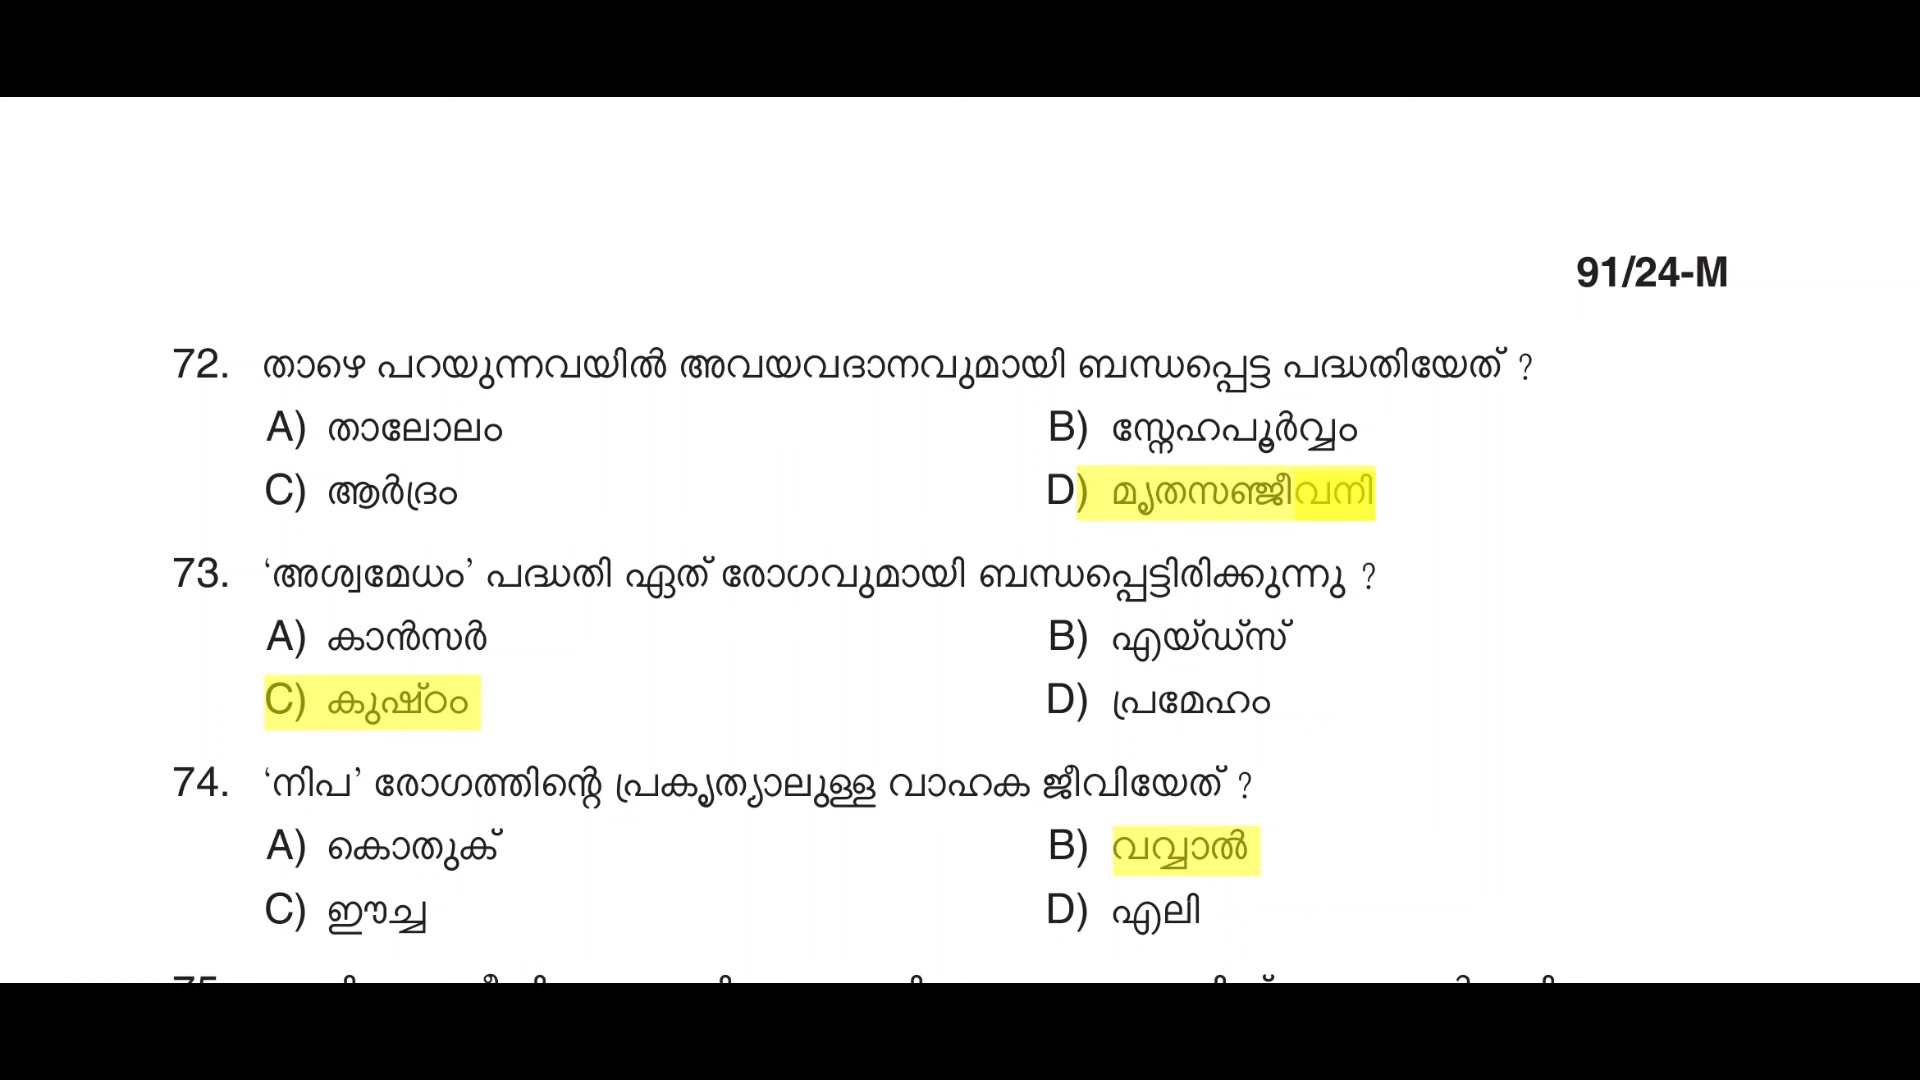 91/24-M
72. താഴെ പറയുന്നവയിൽ അവയവദാനവുമായി ബന്ധപ്പെട്ട പദ്ധതിയേത് ?
A) താലോലം B) സ്നേഹപൂർവ്വം
C) ആർദ്രം D) മൃതസഞ്ജീവനി
73. ‘അശ്വമേധം’ പദ്ധതി ഏത് രോഗവുമായി ബന്ധപ്പെട്ടിരിക്കുന്നു ?
A) കാൻസർ B) എയ്ഡ്സ്
C) കുഷ്ഠം D) പ്രമേഹം
74. ‘നിപ’ രോഗത്തിന്റെ പ്രകൃത്യാലുള്ള വാഹക ജീവിയേത് ?
A) കൊതുക് B) വവ്വാൽ
C) ഈച്ച D) എലി